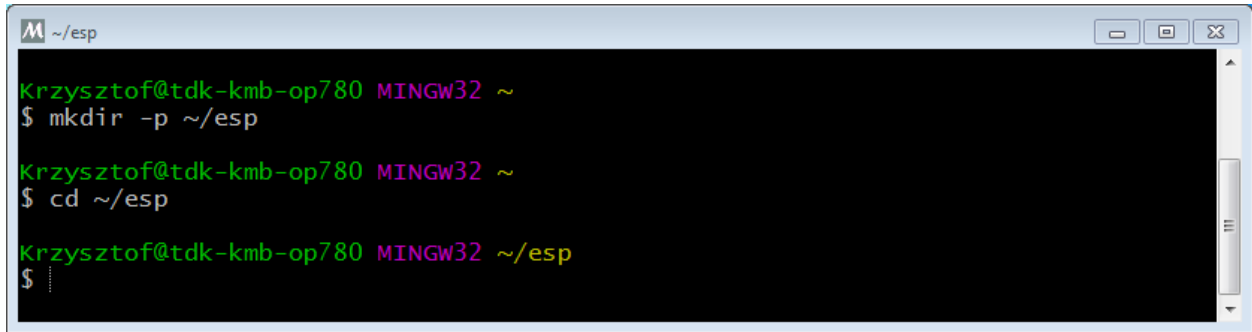 ~/esp
Krzysztof@tdk-kmb-op780 MINGW32 ~
$ mkdir -p ~/esp
Krzysztof@tdk-kmb-op780 MINGW32 ~
$ cd ~/esp
Krzysztof@tdk-kmb-op780 MINGW32 ~/esp
$